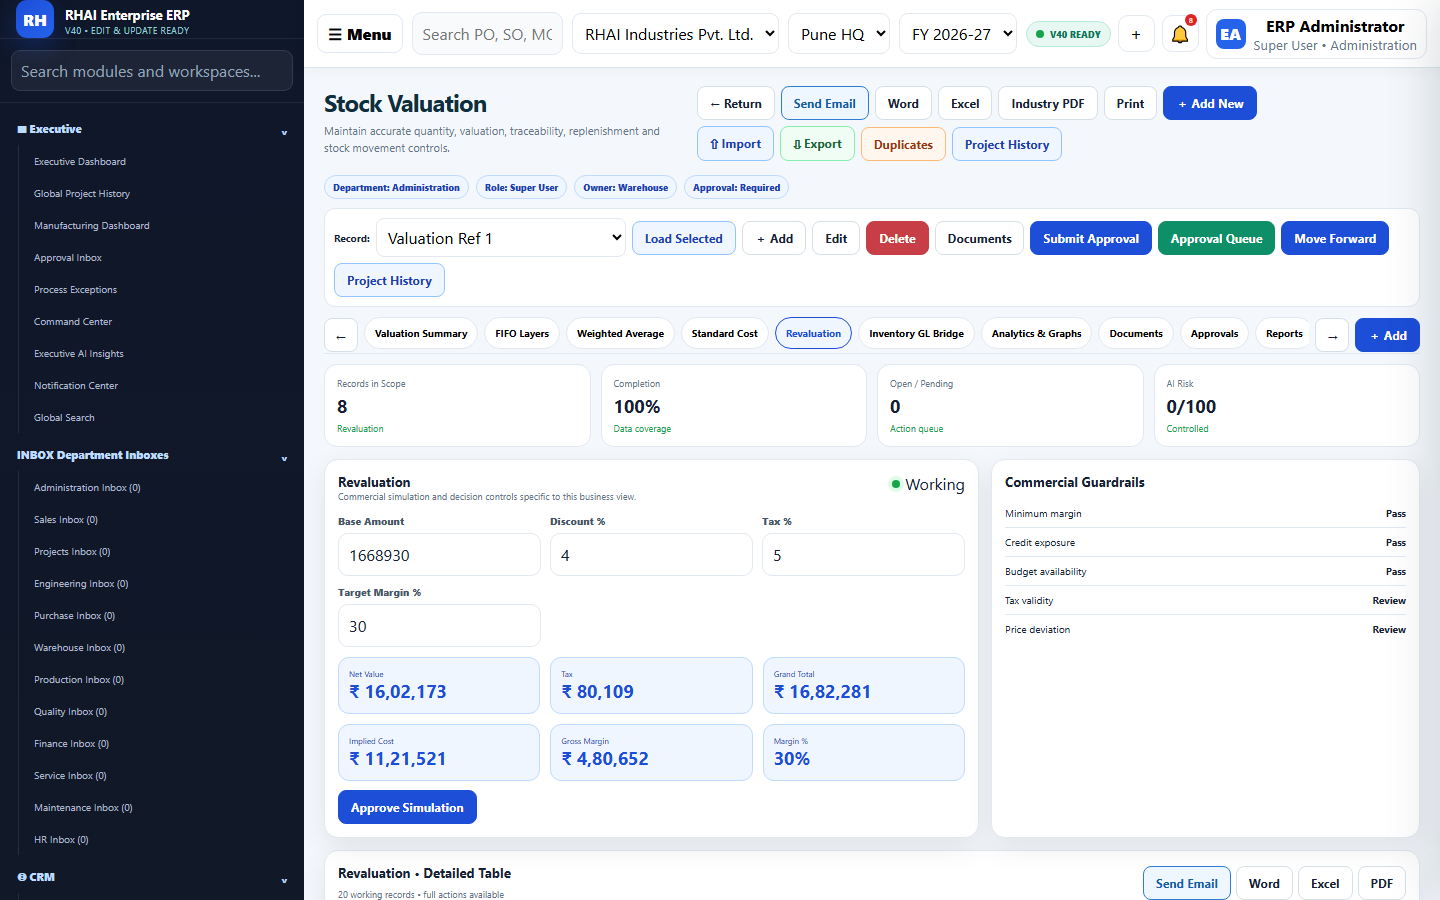 RH
RHAI Enterprise ERP
V40 • EDIT & UPDATE READY
Search modules and workspaces...
Executive
Executive Dashboard
Global Project History
Manufacturing Dashboard
Approval Inbox
Process Exceptions
Command Center
Executive AI Insights
Notification Center
Global Search
INBOX Department Inboxes
Administration Inbox (0)
Sales Inbox (0)
Projects Inbox (0)
Engineering Inbox (0)
Purchase Inbox (0)
Warehouse Inbox (0)
Production Inbox (0)
Quality Inbox (0)
Finance Inbox (0)
Service Inbox (0)
Maintenance Inbox (0)
HR Inbox (0)
CRM
☰ Menu
Search PO, SO, MO
RHAI Industries Pvt. Ltd.
Pune HQ
FY 2026-27
V40 READY
+
8
EA
ERP Administrator
Super User • Administration
Stock Valuation
Maintain accurate quantity, valuation, traceability, replenishment and
stock movement controls.
← Return
Send Email
Word
Excel
Industry PDF
Print
+ Add New
⇧ Import
⇩ Export
Duplicates
Project History
Department: Administration
Role: Super User
Owner: Warehouse
Approval: Required
Record:
Valuation Ref 1
Load Selected
+ Add
Edit
Delete
Documents
Submit Approval
Approval Queue
Move Forward
Project History
←
Valuation Summary
FIFO Layers
Weighted Average
Standard Cost
Revaluation
Inventory GL Bridge
Analytics & Graphs
Documents
Approvals
Reports
→
+ Add
Records in Scope
8
Revaluation
Completion
100%
Data coverage
Open / Pending
0
Action queue
AI Risk
0/100
Controlled
Revaluation
Commercial simulation and decision controls specific to this business view.
Working
Base Amount
1668930
Discount %
4
Tax %
5
Target Margin %
30
Net Value
₹ 16,02,173
Tax
₹ 80,109
Grand Total
₹ 16,82,281
Implied Cost
₹ 11,21,521
Gross Margin
₹ 4,80,652
Margin %
30%
Approve Simulation
Commercial Guardrails
Minimum margin Pass
Credit exposure Pass
Budget availability Pass
Tax validity Review
Price deviation Review
Revaluation • Detailed Table
20 working records • full actions available
Send Email
Word
Excel
PDF